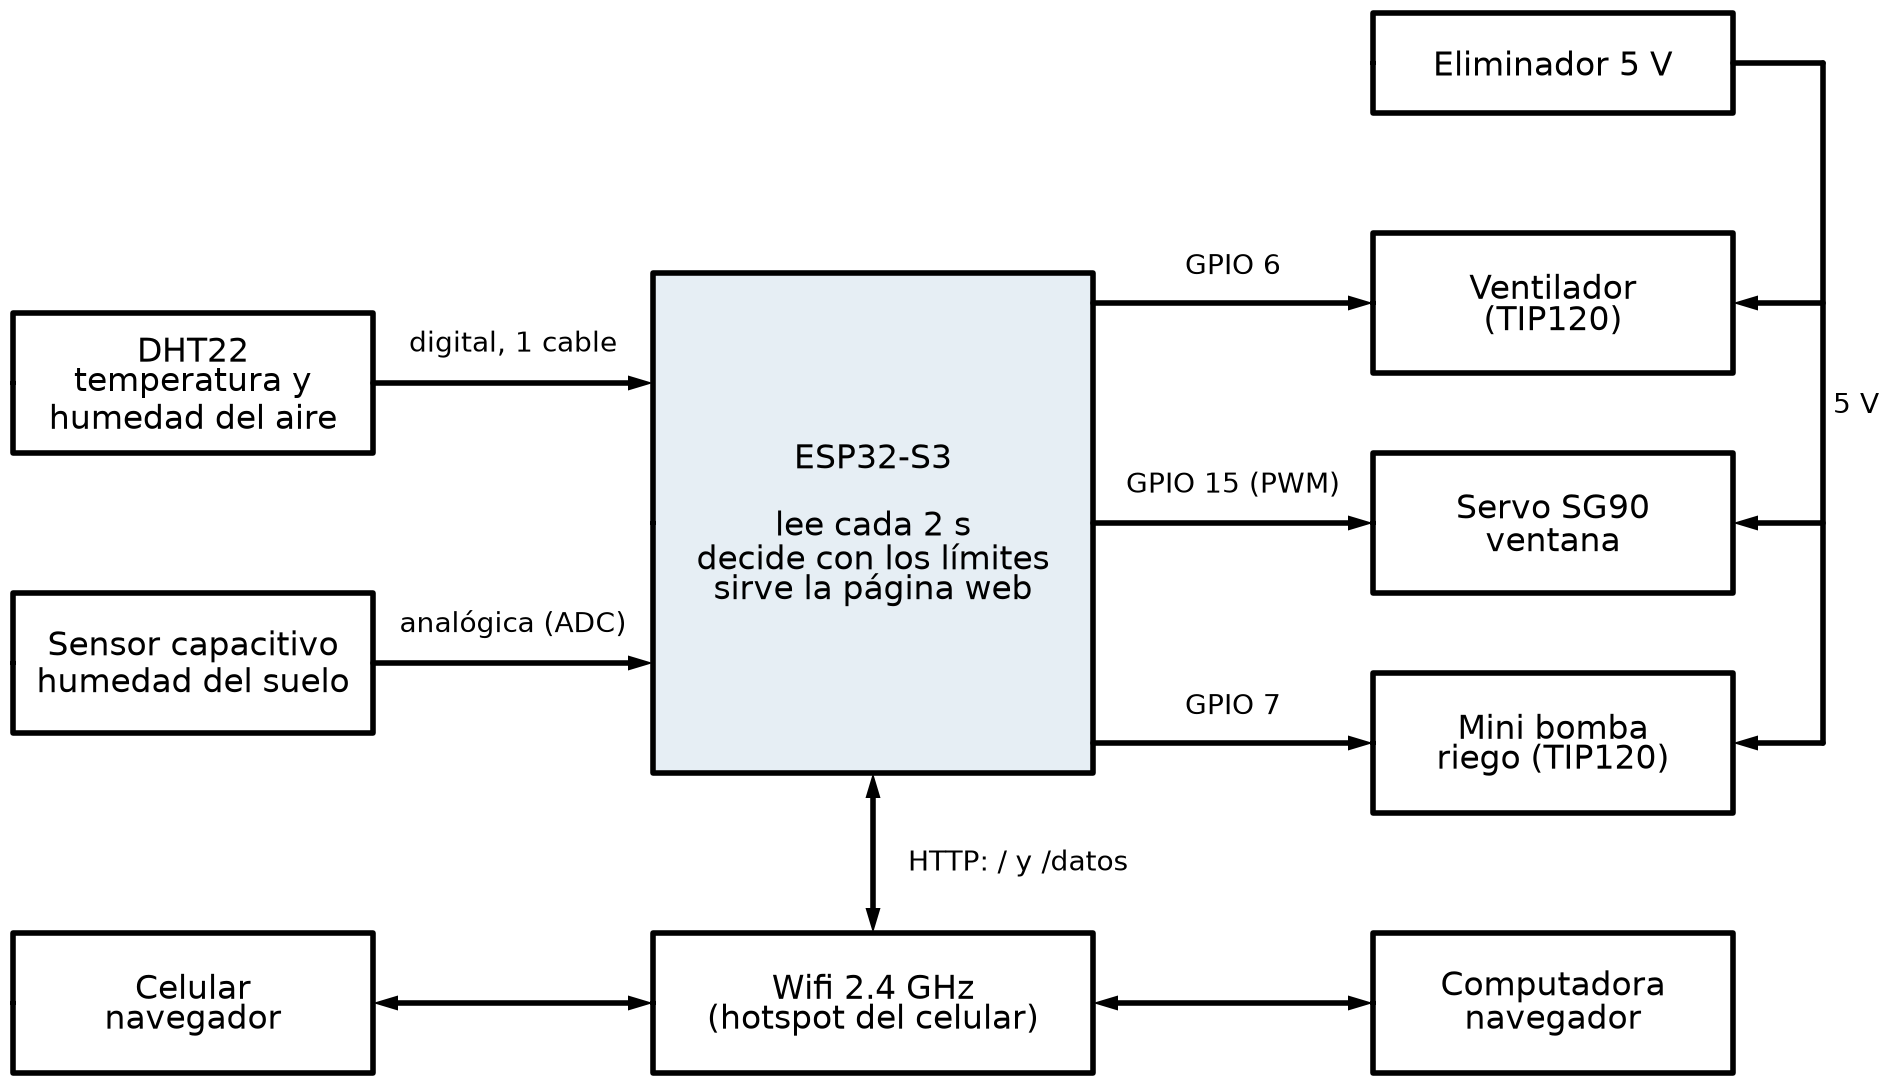 Eliminador 5 V
GPIO 6
Ventilador
(TIP120)
DHT22
temperatura y
humedad del aire
digital, 1 cable
5 V
ESP32-S3
lee cada 2 s
decide con los límites
sirve la página web
GPIO 15 (PWM)
Servo SG90
ventana
Sensor capacitivo
humedad del suelo
analógica (ADC)
GPIO 7
Mini bomba
riego (TIP120)
HTTP: / y /datos
Celular
navegador
Wifi 2.4 GHz
(hotspot del celular)
Computadora
navegador